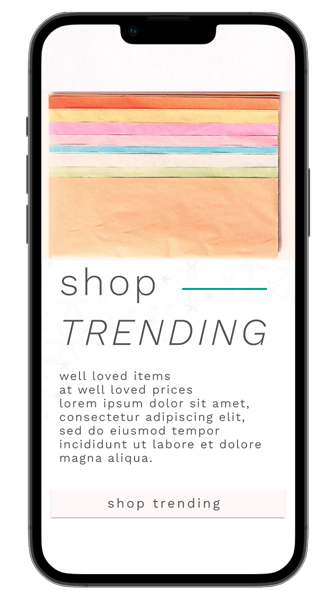 shop
TRENDING
well loved items
at well loved prices
lorem ipsum dolor sit amet,
consectetur adipiscing elit,
sed do eiusmod tempor
incididunt ut labore et dolore
magna aliqua.
shop trending